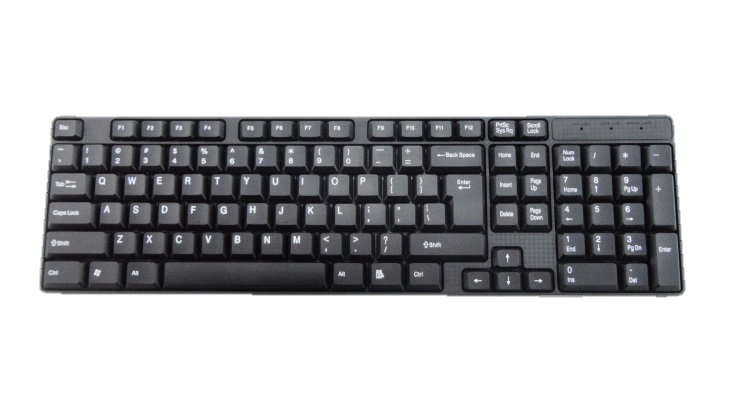 Esc F1 F2 F3 F4 F5 F6 F7 F8 F9 F10 F11 F12 PrtSc Scroll
Sys Rq Lock
~ ! @ # $ % ^ & * ( ) — +
` 1 2 3 4 5 6 7 8 9 0 - = ←Back Space Home End Num Lock / * −
Tab Q W E R T Y U I O P { } Enter Insert Page Up 7 8 9 +
[ ] Home ↑ Pg Up
Caps Lock A S D F G H J K L : " | Delete Page Down 4 5 6
; ' \ ← →
⇧Shift Z X C V B N M < > ? ⇧Shift ↑ 1 2 3 Enter
, . / End ↓ Pg Dn
Ctrl Alt Alt Ctrl ← ↓ → 0 .
Ins Del